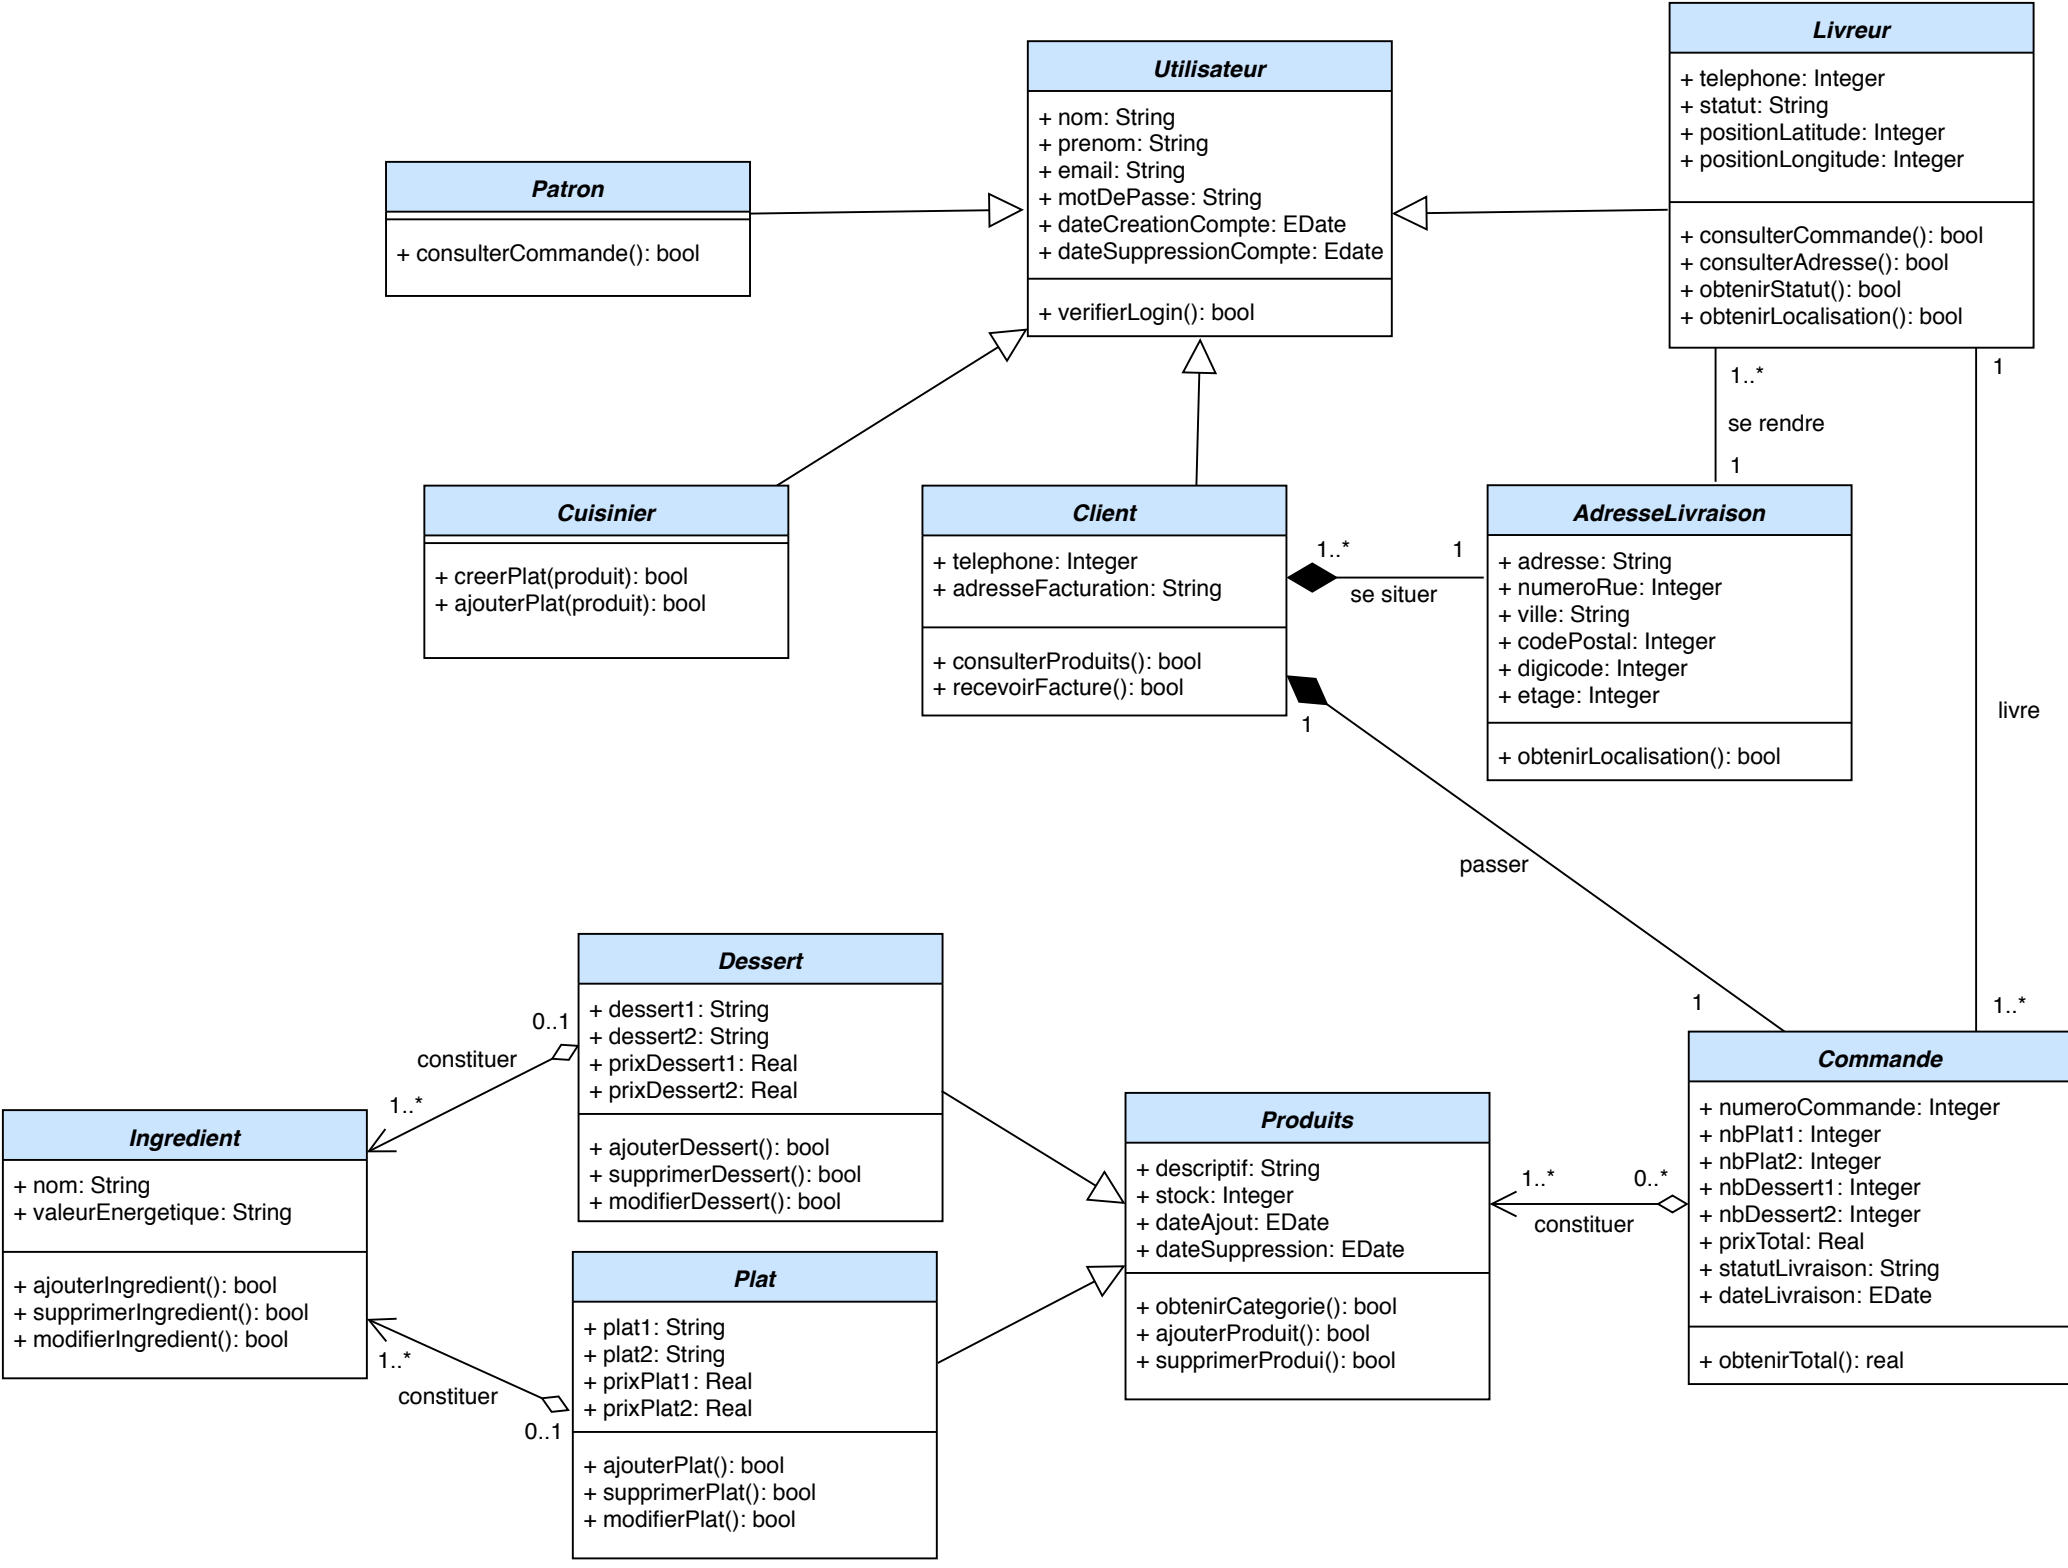 Livreur
+ telephone: Integer
+ statut: String
+ positionLatitude: Integer
+ positionLongitude: Integer
+ consulterCommande(): bool
+ consulterAdresse(): bool
+ obtenirStatut(): bool
+ obtenirLocalisation(): bool
Utilisateur
+ nom: String
+ prenom: String
+ email: String
+ motDePasse: String
+ dateCreationCompte: EDate
+ dateSuppressionCompte: Edate
+ verifierLogin(): bool
Patron
+ consulterCommande(): bool
1..*
se rendre
1
1
livre
1..*
Cuisinier
+ creerPlat(produit): bool
+ ajouterPlat(produit): bool
Client
+ telephone: Integer
+ adresseFacturation: String
+ consulterProduits(): bool
+ recevoirFacture(): bool
1..*
1
se situer
AdresseLivraison
+ adresse: String
+ numeroRue: Integer
+ ville: String
+ codePostal: Integer
+ digicode: Integer
+ etage: Integer
+ obtenirLocalisation(): bool
1
passer
1
Dessert
+ dessert1: String
+ dessert2: String
+ prixDessert1: Real
+ prixDessert2: Real
+ ajouterDessert(): bool
+ supprimerDessert(): bool
+ modifierDessert(): bool
0..1
constituer
1..*
Ingredient
+ nom: String
+ valeurEnergetique: String
+ ajouterIngredient(): bool
+ supprimerIngredient(): bool
+ modifierIngredient(): bool
1..*
constituer
0..1
Plat
+ plat1: String
+ plat2: String
+ prixPlat1: Real
+ prixPlat2: Real
+ ajouterPlat(): bool
+ supprimerPlat(): bool
+ modifierPlat(): bool
Produits
+ descriptif: String
+ stock: Integer
+ dateAjout: EDate
+ dateSuppression: EDate
+ obtenirCategorie(): bool
+ ajouterProduit(): bool
+ supprimerProdui(): bool
1..*
0..*
constituer
Commande
+ numeroCommande: Integer
+ nbPlat1: Integer
+ nbPlat2: Integer
+ nbDessert1: Integer
+ nbDessert2: Integer
+ prixTotal: Real
+ statutLivraison: String
+ dateLivraison: EDate
+ obtenirTotal(): real